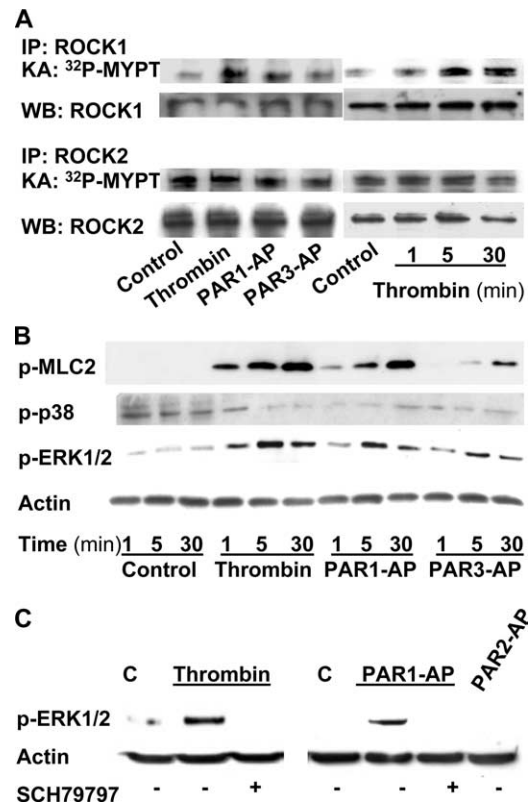 A
IP: ROCK1
KA: ³²P-MYPT
WB: ROCK1
IP: ROCK2
KA: ³²P-MYPT
WB: ROCK2
Control Thrombin PAR1-AP PAR3-AP Control 1 5 30
Thrombin (min)
B
p-MLC2
p-p38
p-ERK1/2
Actin
Time (min) 1 5 30 1 5 30 1 5 30 1 5 30
Control Thrombin PAR1-AP PAR3-AP
C
C Thrombin C PAR1-AP PAR2-AP
p-ERK1/2
Actin
SCH79797 - - + - - + -